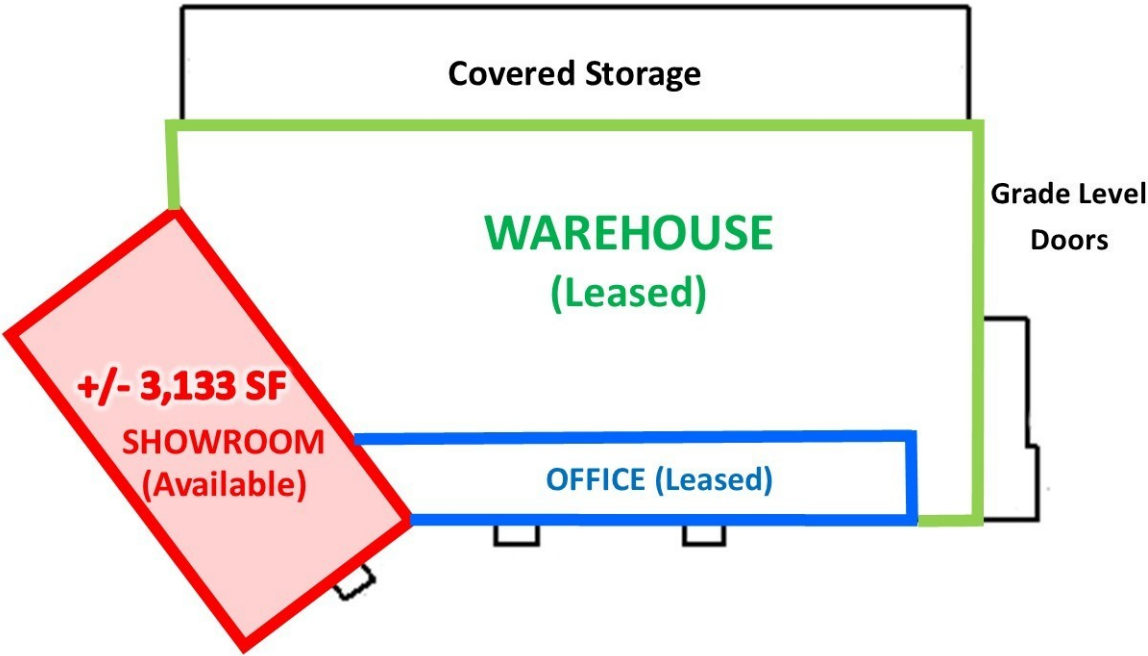 Covered Storage
Grade Level
Doors
WAREHOUSE
(Leased)
+/- 3,133 SF
SHOWROOM
(Available)
OFFICE (Leased)